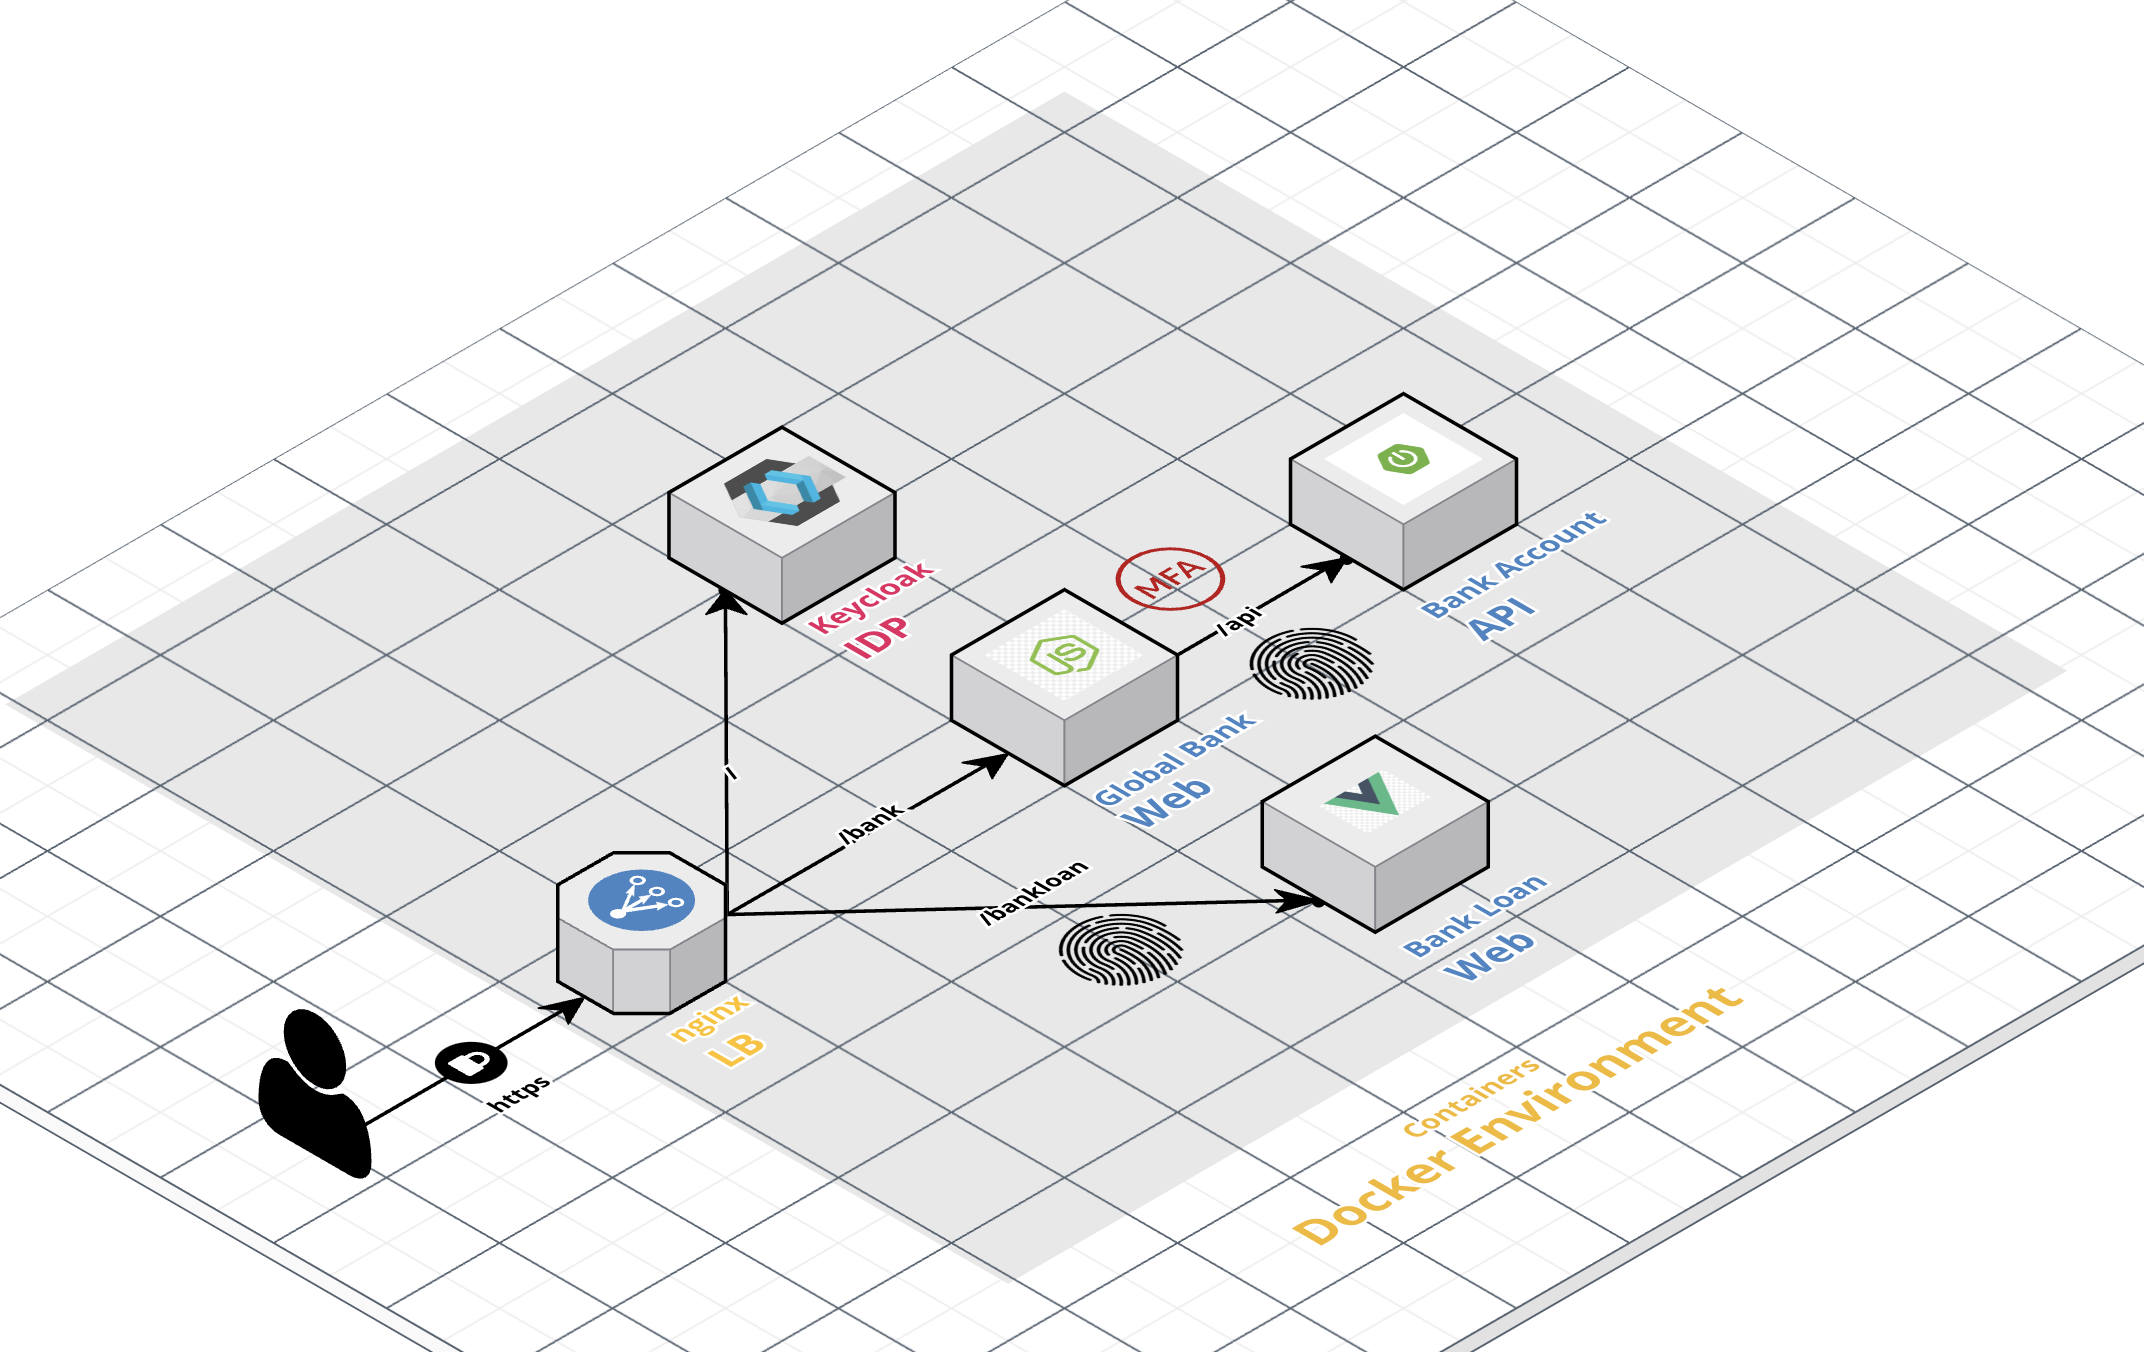 Keycloak
IDP
MFA
/api
Bank Account
API
JS
Global Bank
Web
/
/bank
/bankloan
Bank Loan
Web
nginx
LB
https
Containers
Docker Environment